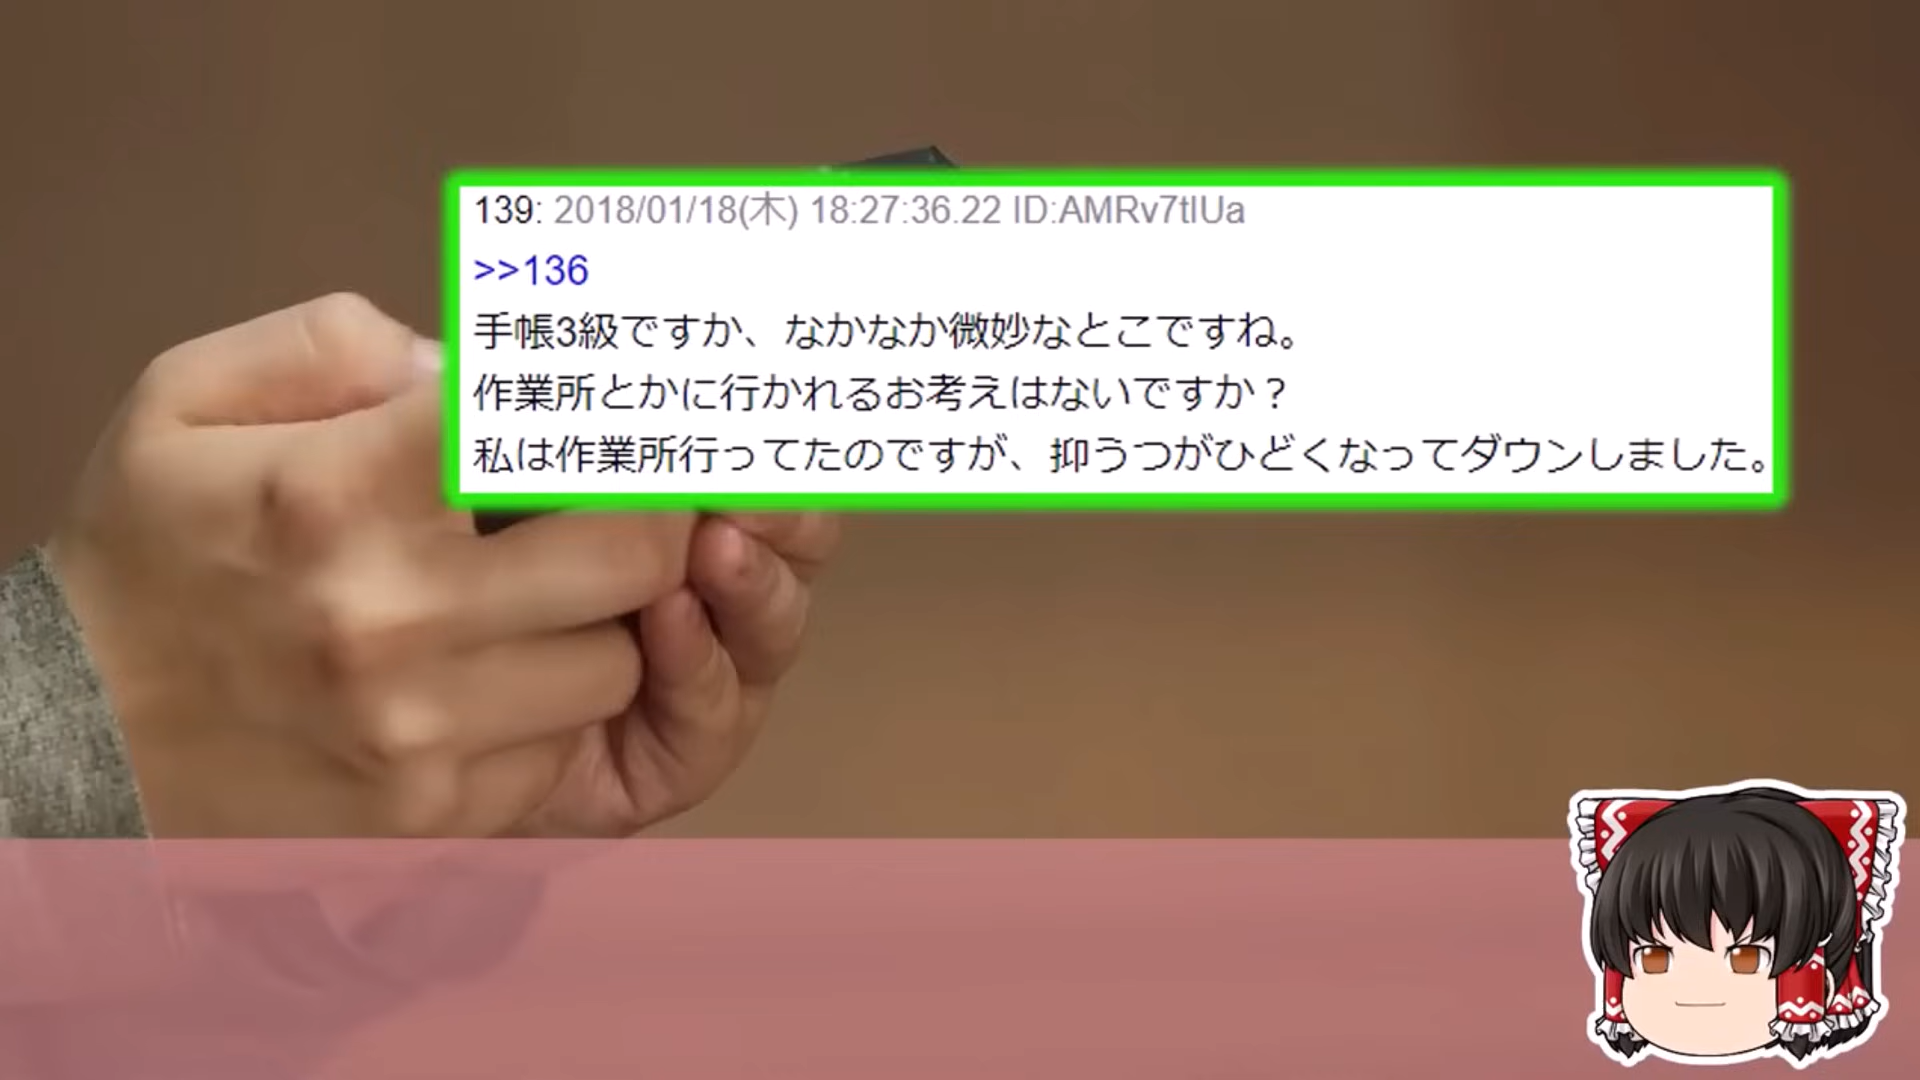 139: 2018/01/18(木) 18:27:36.22 ID:AMRv7tIUa
>>136
手帳3級ですか、なかなか微妙なとこですね。
作業所とかに行かれるお考えはないですか？
私は作業所行ってたのですが、抑うつがひどくなってダウンしました。